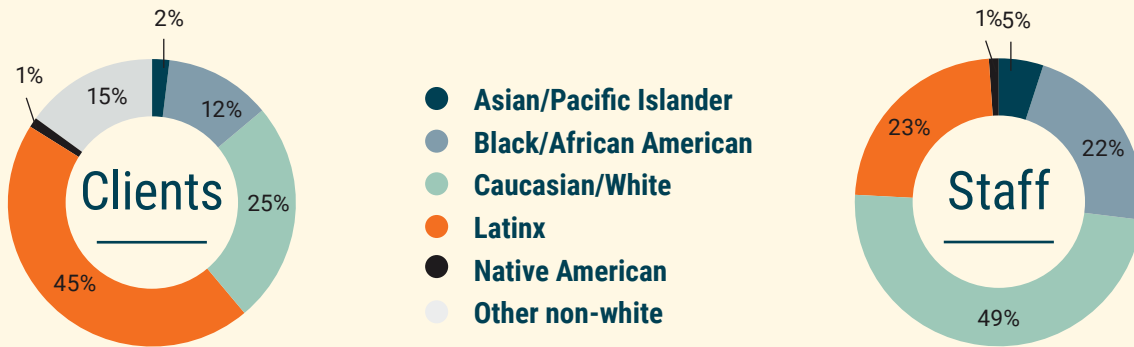 2%
1%
15%
12%
25%
45%
Clients
Asian/Pacific Islander
Black/African American
Caucasian/White
Latinx
Native American
Other non-white
1%
5%
23%
22%
49%
Staff